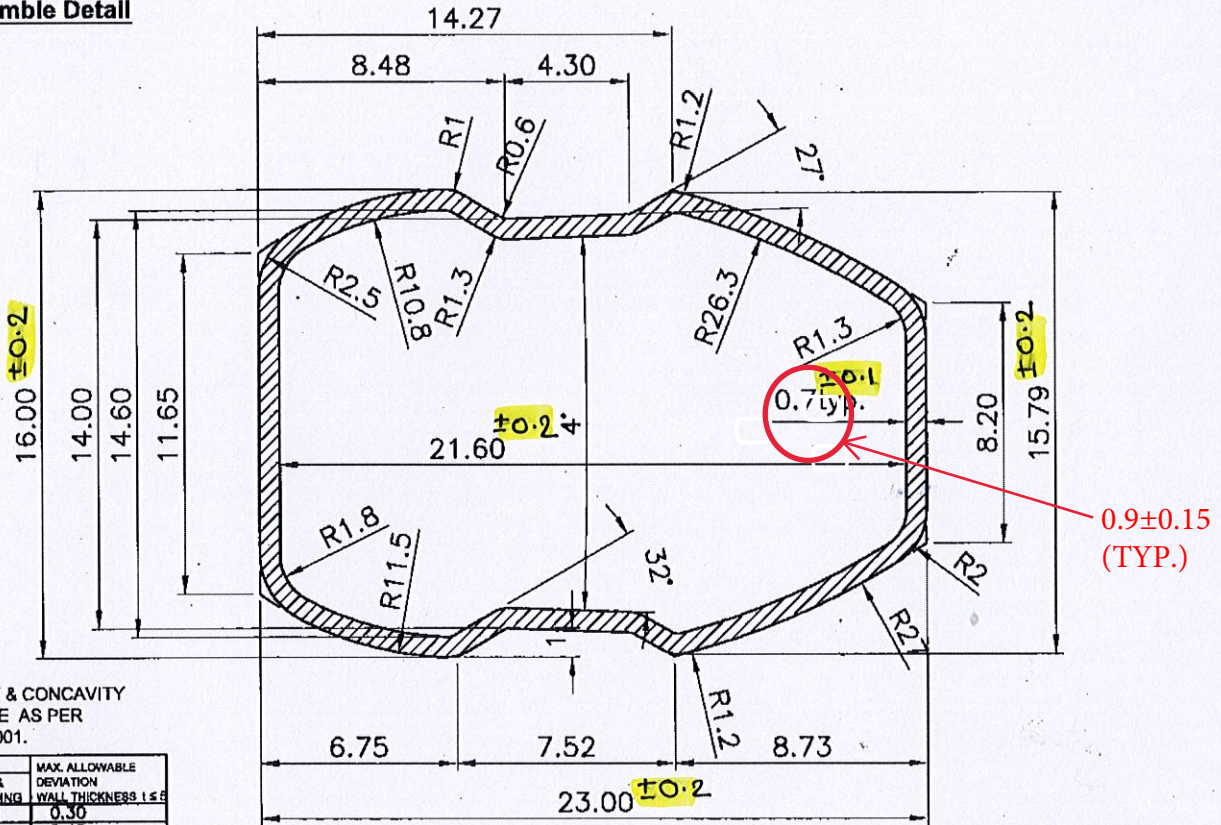 mble Detail
14.27
8.48
4.30
R1
R0.6
R1.2
27°
R2.5
R10.8
R1.3
R26.3
R1.3
16.00 ±0.2
14.00
14.60
11.65
±0.2
4°
21.60
±0.1
0.7typ.
8.20
15.79 ±0.2
0.9±0.15
(TYP.)
R1.8
R11.5
32°
1
R2
R27
R1.2
& CONCAVITY
E AS PER
001.
6.75
7.52
8.73
23.00 ±0.2
MAX. ALLOWABLE
DEVIATION
NG WALL THICKNESS t ≤ 5
0.30